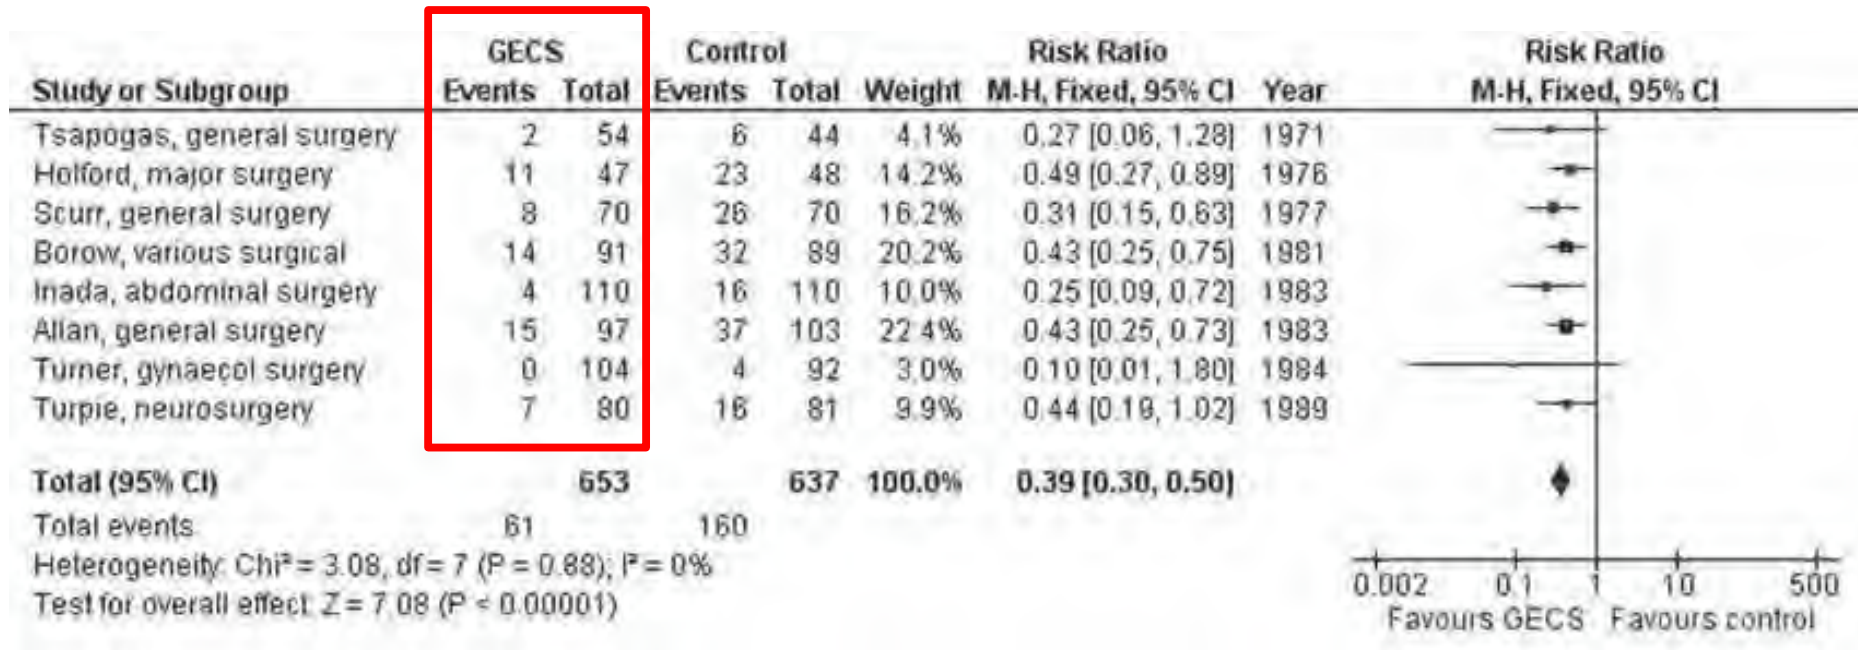 GECS Control Risk Ratio Risk Ratio
Study or Subgroup Events Total Events Total Weight M-H, Fixed, 95% CI Year M-H, Fixed, 95% CI
Tsapogas, general surgery 2 54 6 44 4.1% 0.27 [0.06, 1.28] 1971
Holford, major surgery 11 47 23 48 14.2% 0.49 [0.27, 0.89] 1976
Scurr, general surgery 8 70 26 70 16.2% 0.31 [0.15, 0.63] 1977
Borow, various surgical 14 91 32 89 20.2% 0.43 [0.25, 0.75] 1981
Inada, abdominal surgery 4 110 16 110 10.0% 0.25 [0.09, 0.72] 1983
Allan, general surgery 15 97 37 103 22.4% 0.43 [0.25, 0.73] 1983
Turner, gynaecol surgery 0 104 4 92 3.0% 0.10 [0.01, 1.80] 1984
Turpie, neurosurgery 7 80 16 81 9.9% 0.44 [0.19, 1.02] 1989
Total (95% CI) 653 637 100.0% 0.39 [0.30, 0.50]
Total events 61 160
Heterogeneity: Chi² = 3.08, df = 7 (P = 0.88); I² = 0%
Test for overall effect: Z = 7.08 (P < 0.00001)
0.002 0.1 1 10 500
Favours GECS Favours control